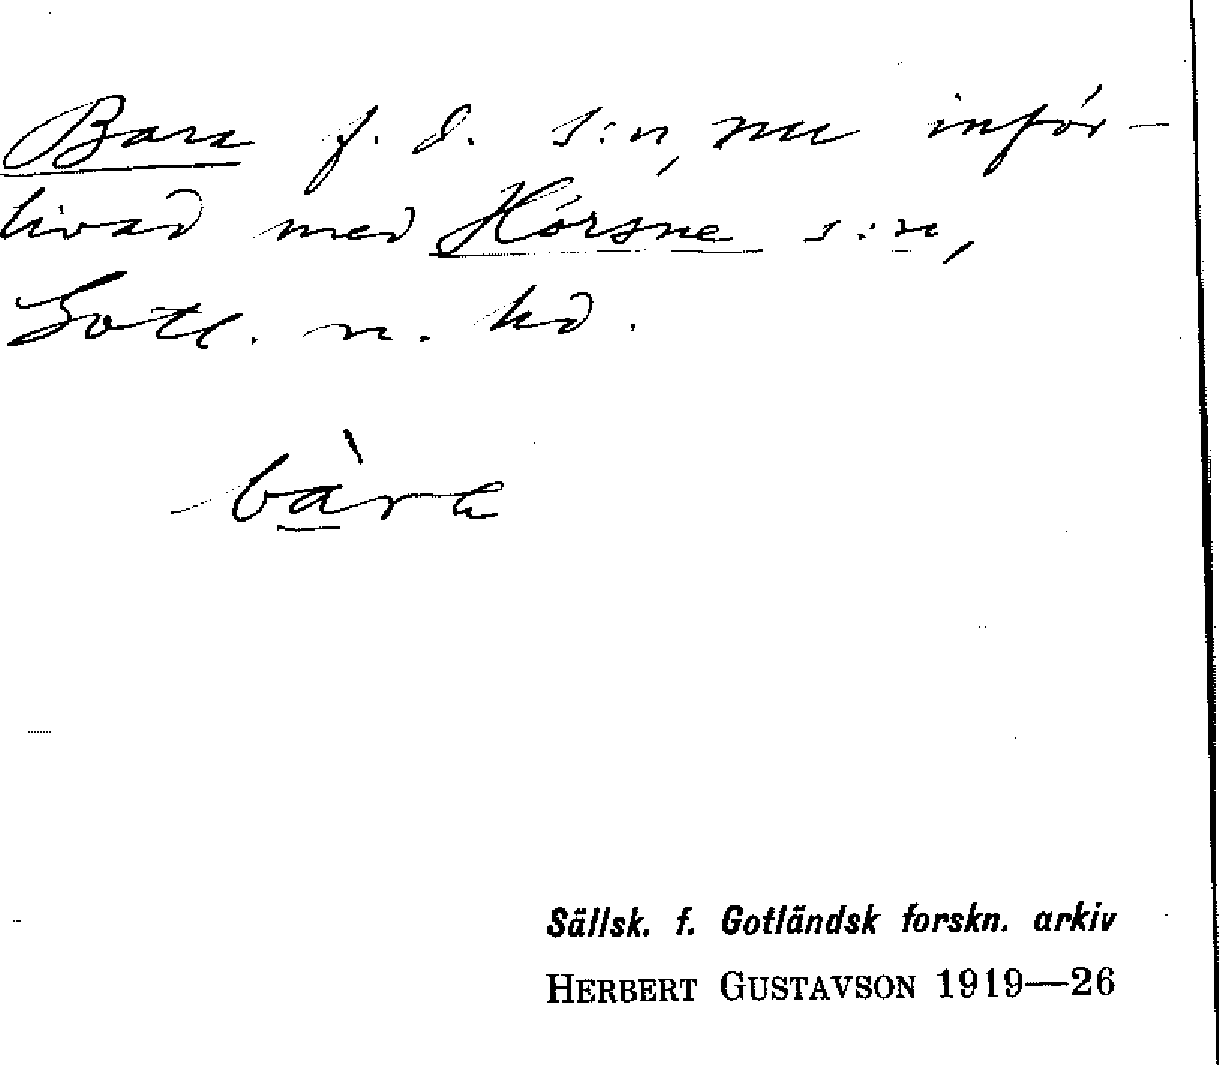 Bara f. d. s:n, nu inför-
livad med Hörsne s:n,
Gotl. n. hd.
bàra
Sällsk. f. Gotländsk forskn. arkiv
HERBERT GUSTAVSON 1919—26